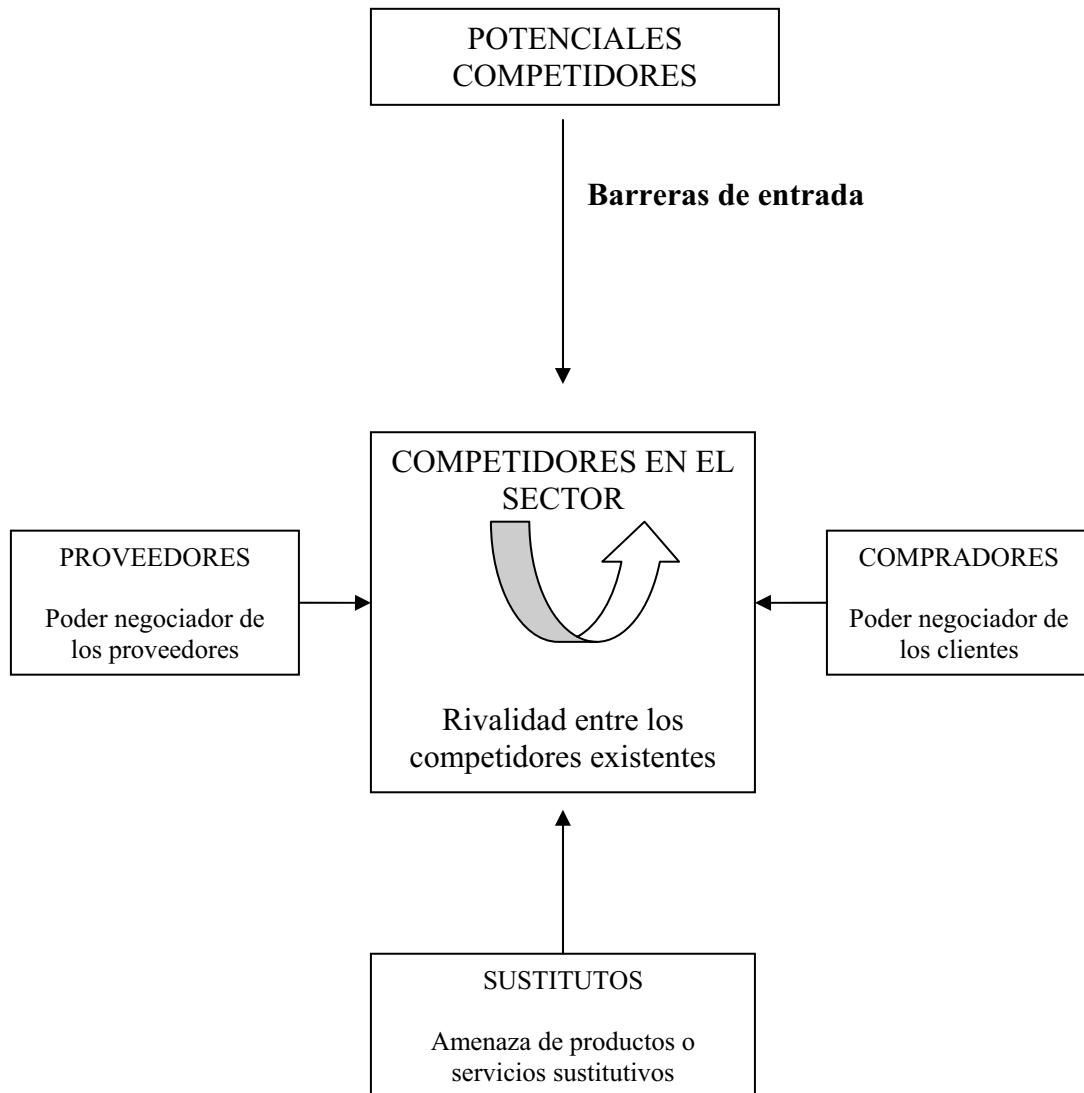 POTENCIALES
COMPETIDORES
Barreras de entrada
COMPETIDORES EN EL
SECTOR
Rivalidad entre los
competidores existentes
PROVEEDORES
Poder negociador de
los proveedores
COMPRADORES
Poder negociador de
los clientes
SUSTITUTOS
Amenaza de productos o
servicios sustitutivos